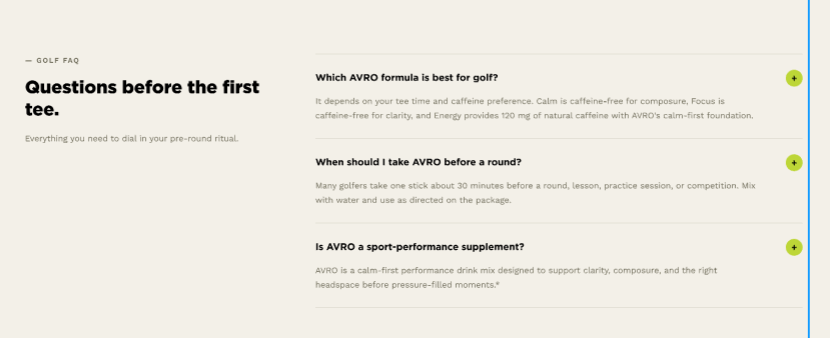 — GOLF FAQ
Questions before the first
tee.
Everything you need to dial in your pre-round ritual.
Which AVRO formula is best for golf?
+
It depends on your tee time and caffeine preference. Calm is caffeine-free for composure, Focus is
caffeine-free for clarity, and Energy provides 120 mg of natural caffeine with AVRO's calm-first foundation.
When should I take AVRO before a round?
+
Many golfers take one stick about 30 minutes before a round, lesson, practice session, or competition. Mix
with water and use as directed on the package.
Is AVRO a sport-performance supplement?
+
AVRO is a calm-first performance drink mix designed to support clarity, composure, and the right
headspace before pressure-filled moments.*